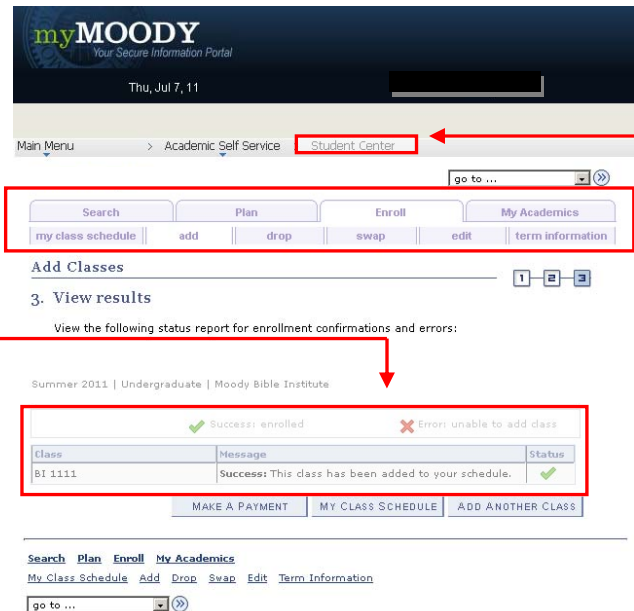 myMOODY
Your Secure Information Portal
Thu, Jul 7, 11
Main Menu > Academic Self Service > Student Center
go to ...
Search Plan Enroll My Academics
my class schedule add drop swap edit term information
Add Classes
1 2 3
3. View results
View the following status report for enrollment confirmations and errors:
Summer 2011 | Undergraduate | Moody Bible Institute
Success: enrolled Error: unable to add class
Class Message Status
BI 1111 Success: This class has been added to your schedule.
MAKE A PAYMENT MY CLASS SCHEDULE ADD ANOTHER CLASS
Search Plan Enroll My Academics
My Class Schedule Add Drop Swap Edit Term Information
go to ...